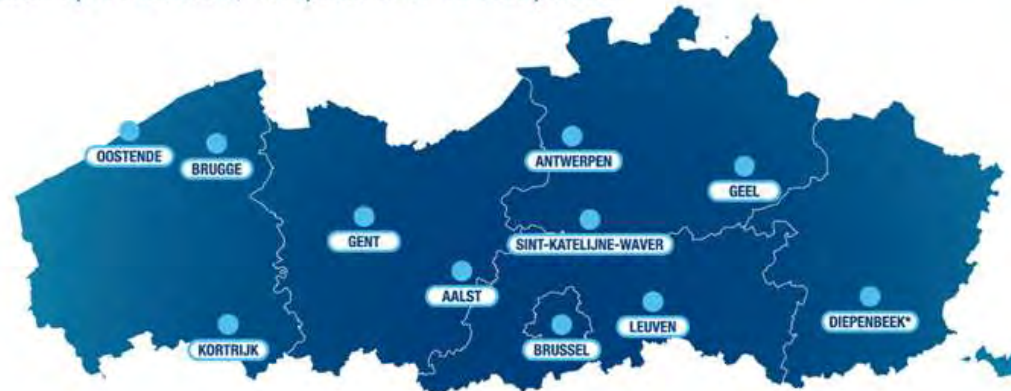 OOSTENDE
BRUGGE
ANTWERPEN
GEEL
GENT
SINT-KATELIJNE-WAVER
AALST
DIEPENBEEK*
LEUVEN
KORTRIJK
BRUSSEL